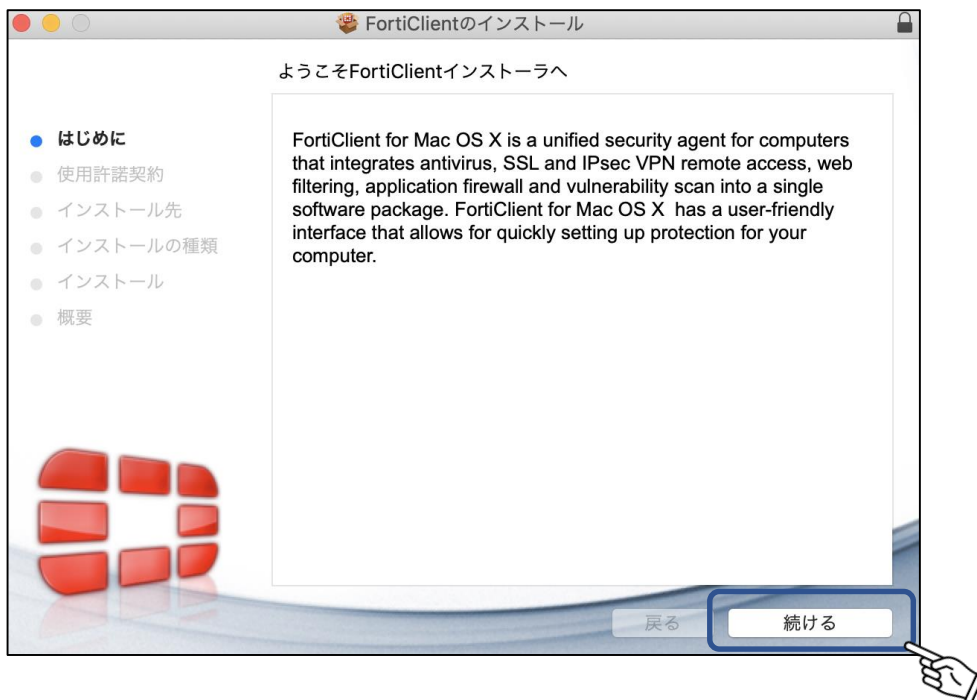 FortiClientのインストール
ようこそFortiClientインストーラへ
はじめに
使用許諾契約
インストール先
インストールの種類
インストール
概要
FortiClient for Mac OS X is a unified security agent for computers
that integrates antivirus, SSL and IPsec VPN remote access, web
filtering, application firewall and vulnerability scan into a single
software package. FortiClient for Mac OS X  has a user-friendly
interface that allows for quickly setting up protection for your
computer.
戻る
続ける